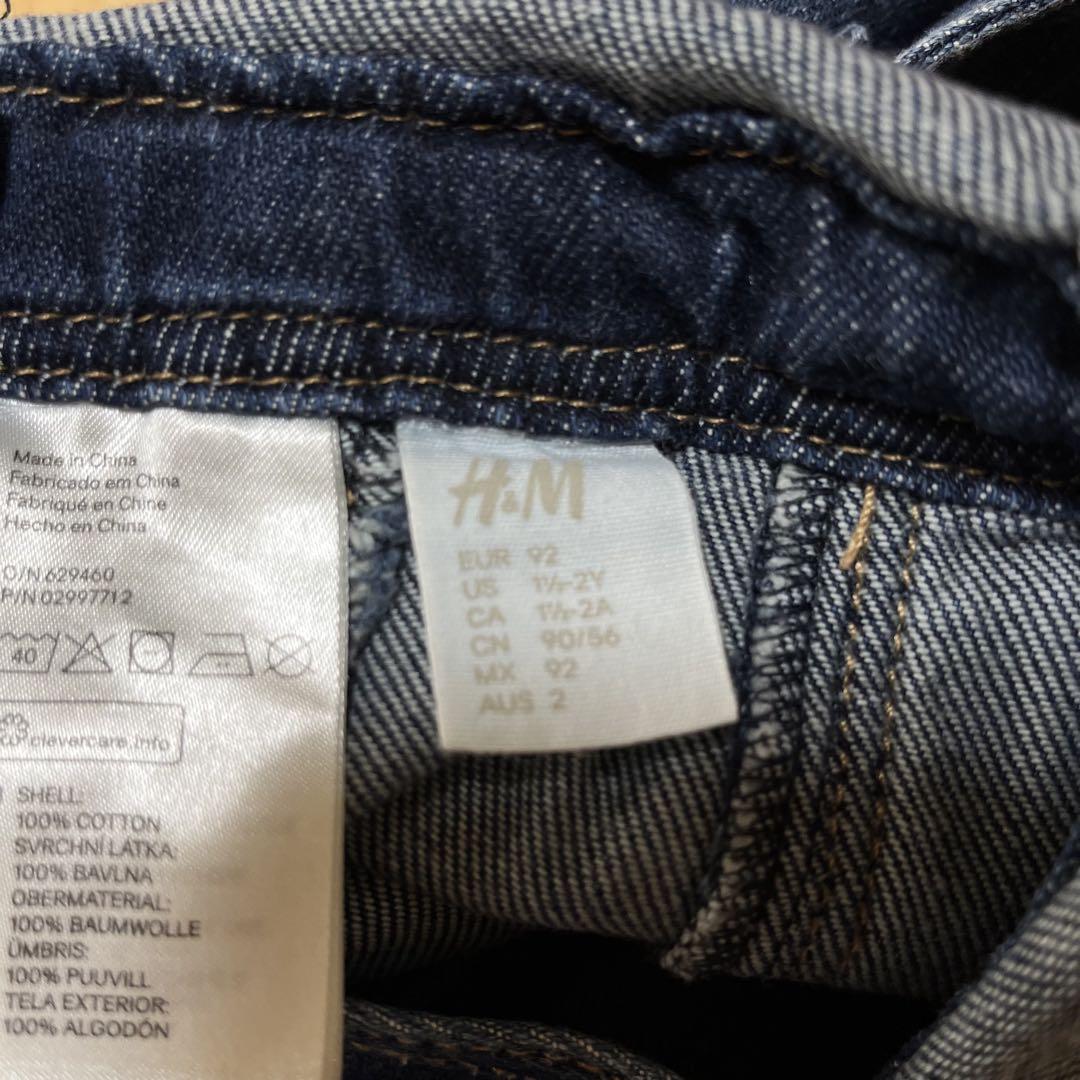 Made in China
Fabricado em China
Fabriqué en Chine
Hecho en China
O/N 629460
P/N 02997712
40
clevercare.info
SHELL:
100% COTTON
SVRCHNÍ LÁTKA:
100% BAVLNA
OBERMATERIAL:
100% BAUMWOLLE
ÜMBRIS:
100% PUUVILL
TELA EXTERIOR:
100% ALGODÓN
H&M
EUR 92
US 1½-2Y
CA 1½-2A
CN 90/56
MX 92
AUS 2